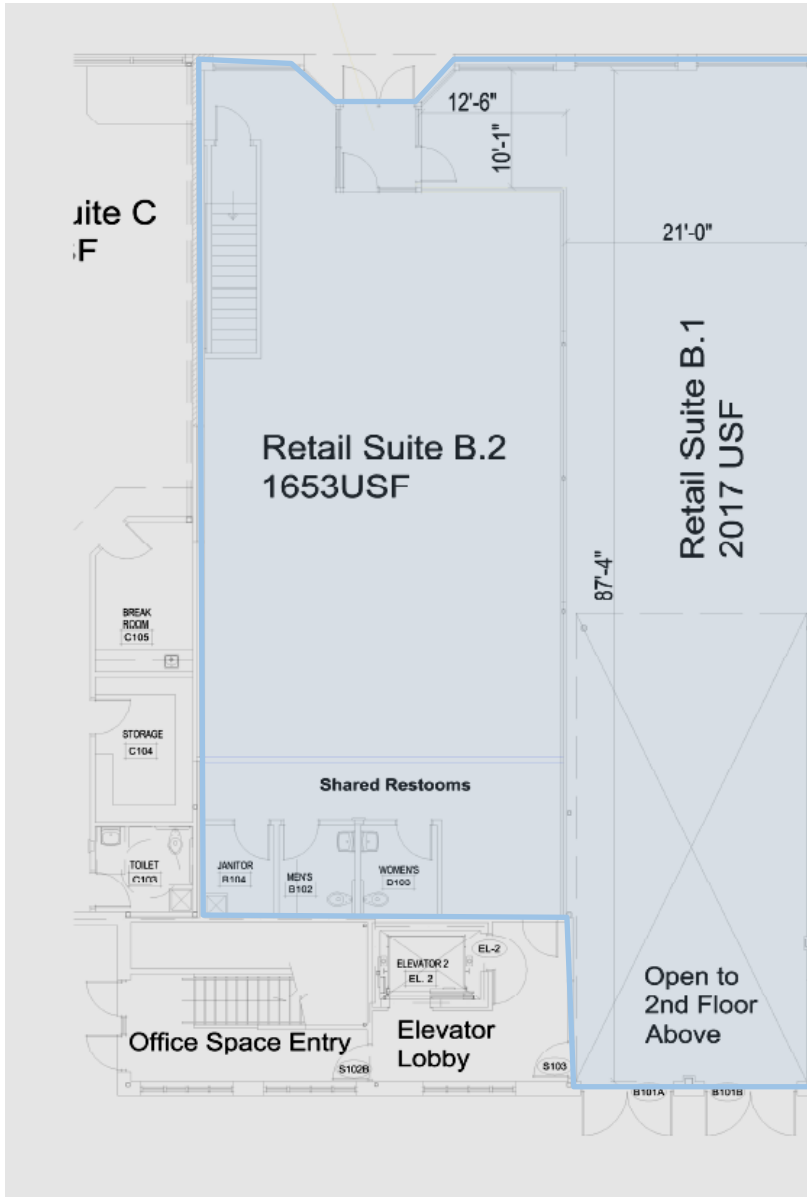 12'-6"
10'-1"
uite C
F
21'-0"
Retail Suite B.1
2017 USF
Retail Suite B.2
1653USF
87'-4"
BREAK
ROOM
C105
STORAGE
C104
Shared Restooms
TOILET
C103
JANITOR
B104
MEN'S
B102
WOMEN'S
EL-2
ELEVATOR 2
EL. 2
Open to
2nd Floor
Above
Office Space Entry
Elevator
Lobby
S102B
S103
B101A
B101B